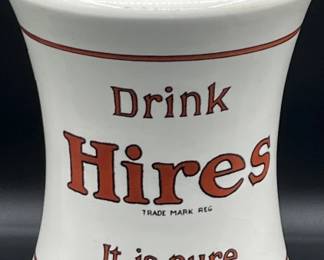 Drink
Hires
TRADE MARK REG
It is pure